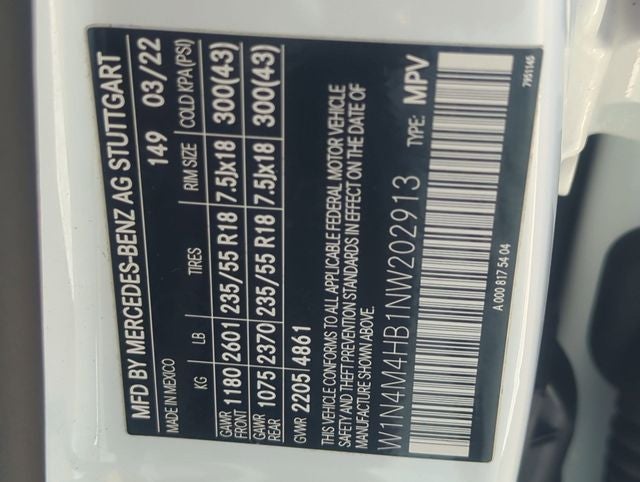 MFD BY MERCEDES-BENZ AG STUTTGART
MADE IN MEXICO 149 03/22
KG LB TIRES RIM SIZE COLD KPA(PSI)
GAWR FRONT 1180 2601 235/55 R18 7.5Jx18 300(43)
GAWR REAR 1075 2370 235/55 R18 7.5Jx18 300(43)
GVWR 2205 4861
THIS VEHICLE CONFORMS TO ALL APPLICABLE FEDERAL MOTOR VEHICLE
SAFETY AND THEFT PREVENTION STANDARDS IN EFFECT ON THE DATE OF
MANUFACTURE SHOWN ABOVE.
W1N4M4HB1NW202913 TYPE: MPV
A 000 817 54 04 7951145